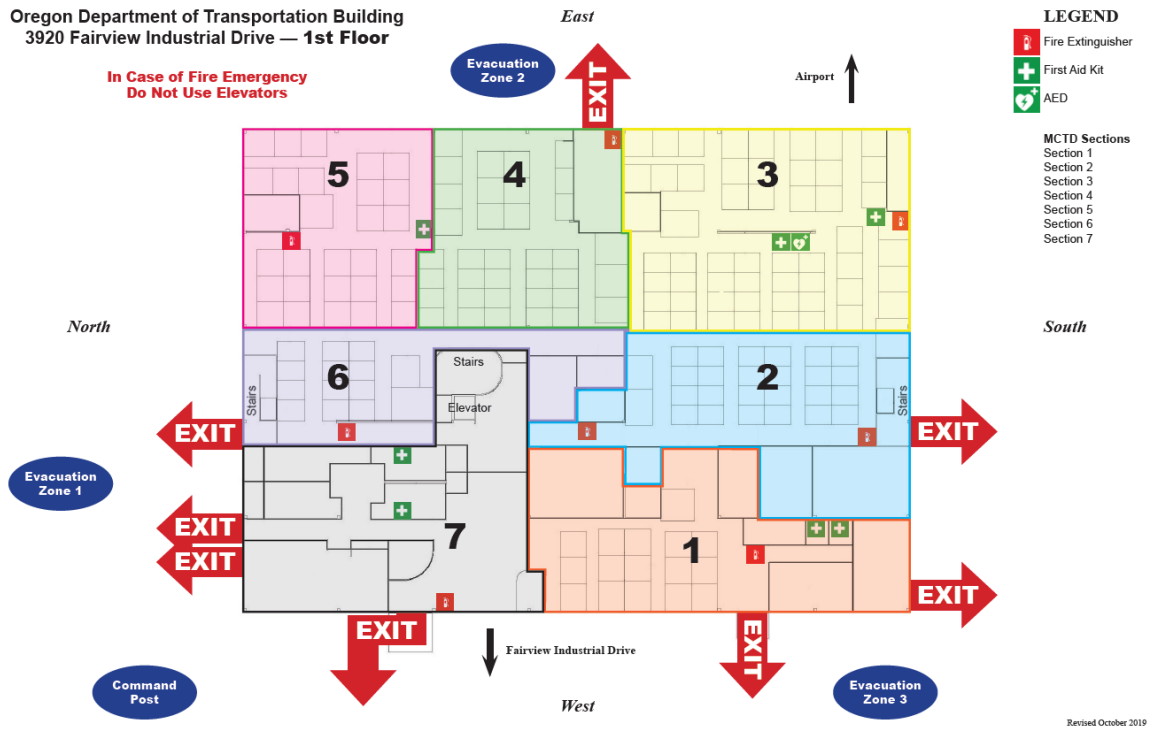 Oregon Department of Transportation Building
3920 Fairview Industrial Drive — 1st Floor
In Case of Fire Emergency
Do Not Use Elevators
East
Evacuation
Zone 2
EXIT
Airport
LEGEND
Fire Extinguisher
First Aid Kit
AED
MCTD Sections
Section 1
Section 2
Section 3
Section 4
Section 5
Section 6
Section 7
5
4
3
North
South
6
Stairs
Stairs
Elevator
2
Stairs
EXIT
EXIT
Evacuation
Zone 1
EXIT
EXIT
7
1
EXIT
EXIT
EXIT
Fairview Industrial Drive
Command
Post
West
Evacuation
Zone 3
Revised October 2019